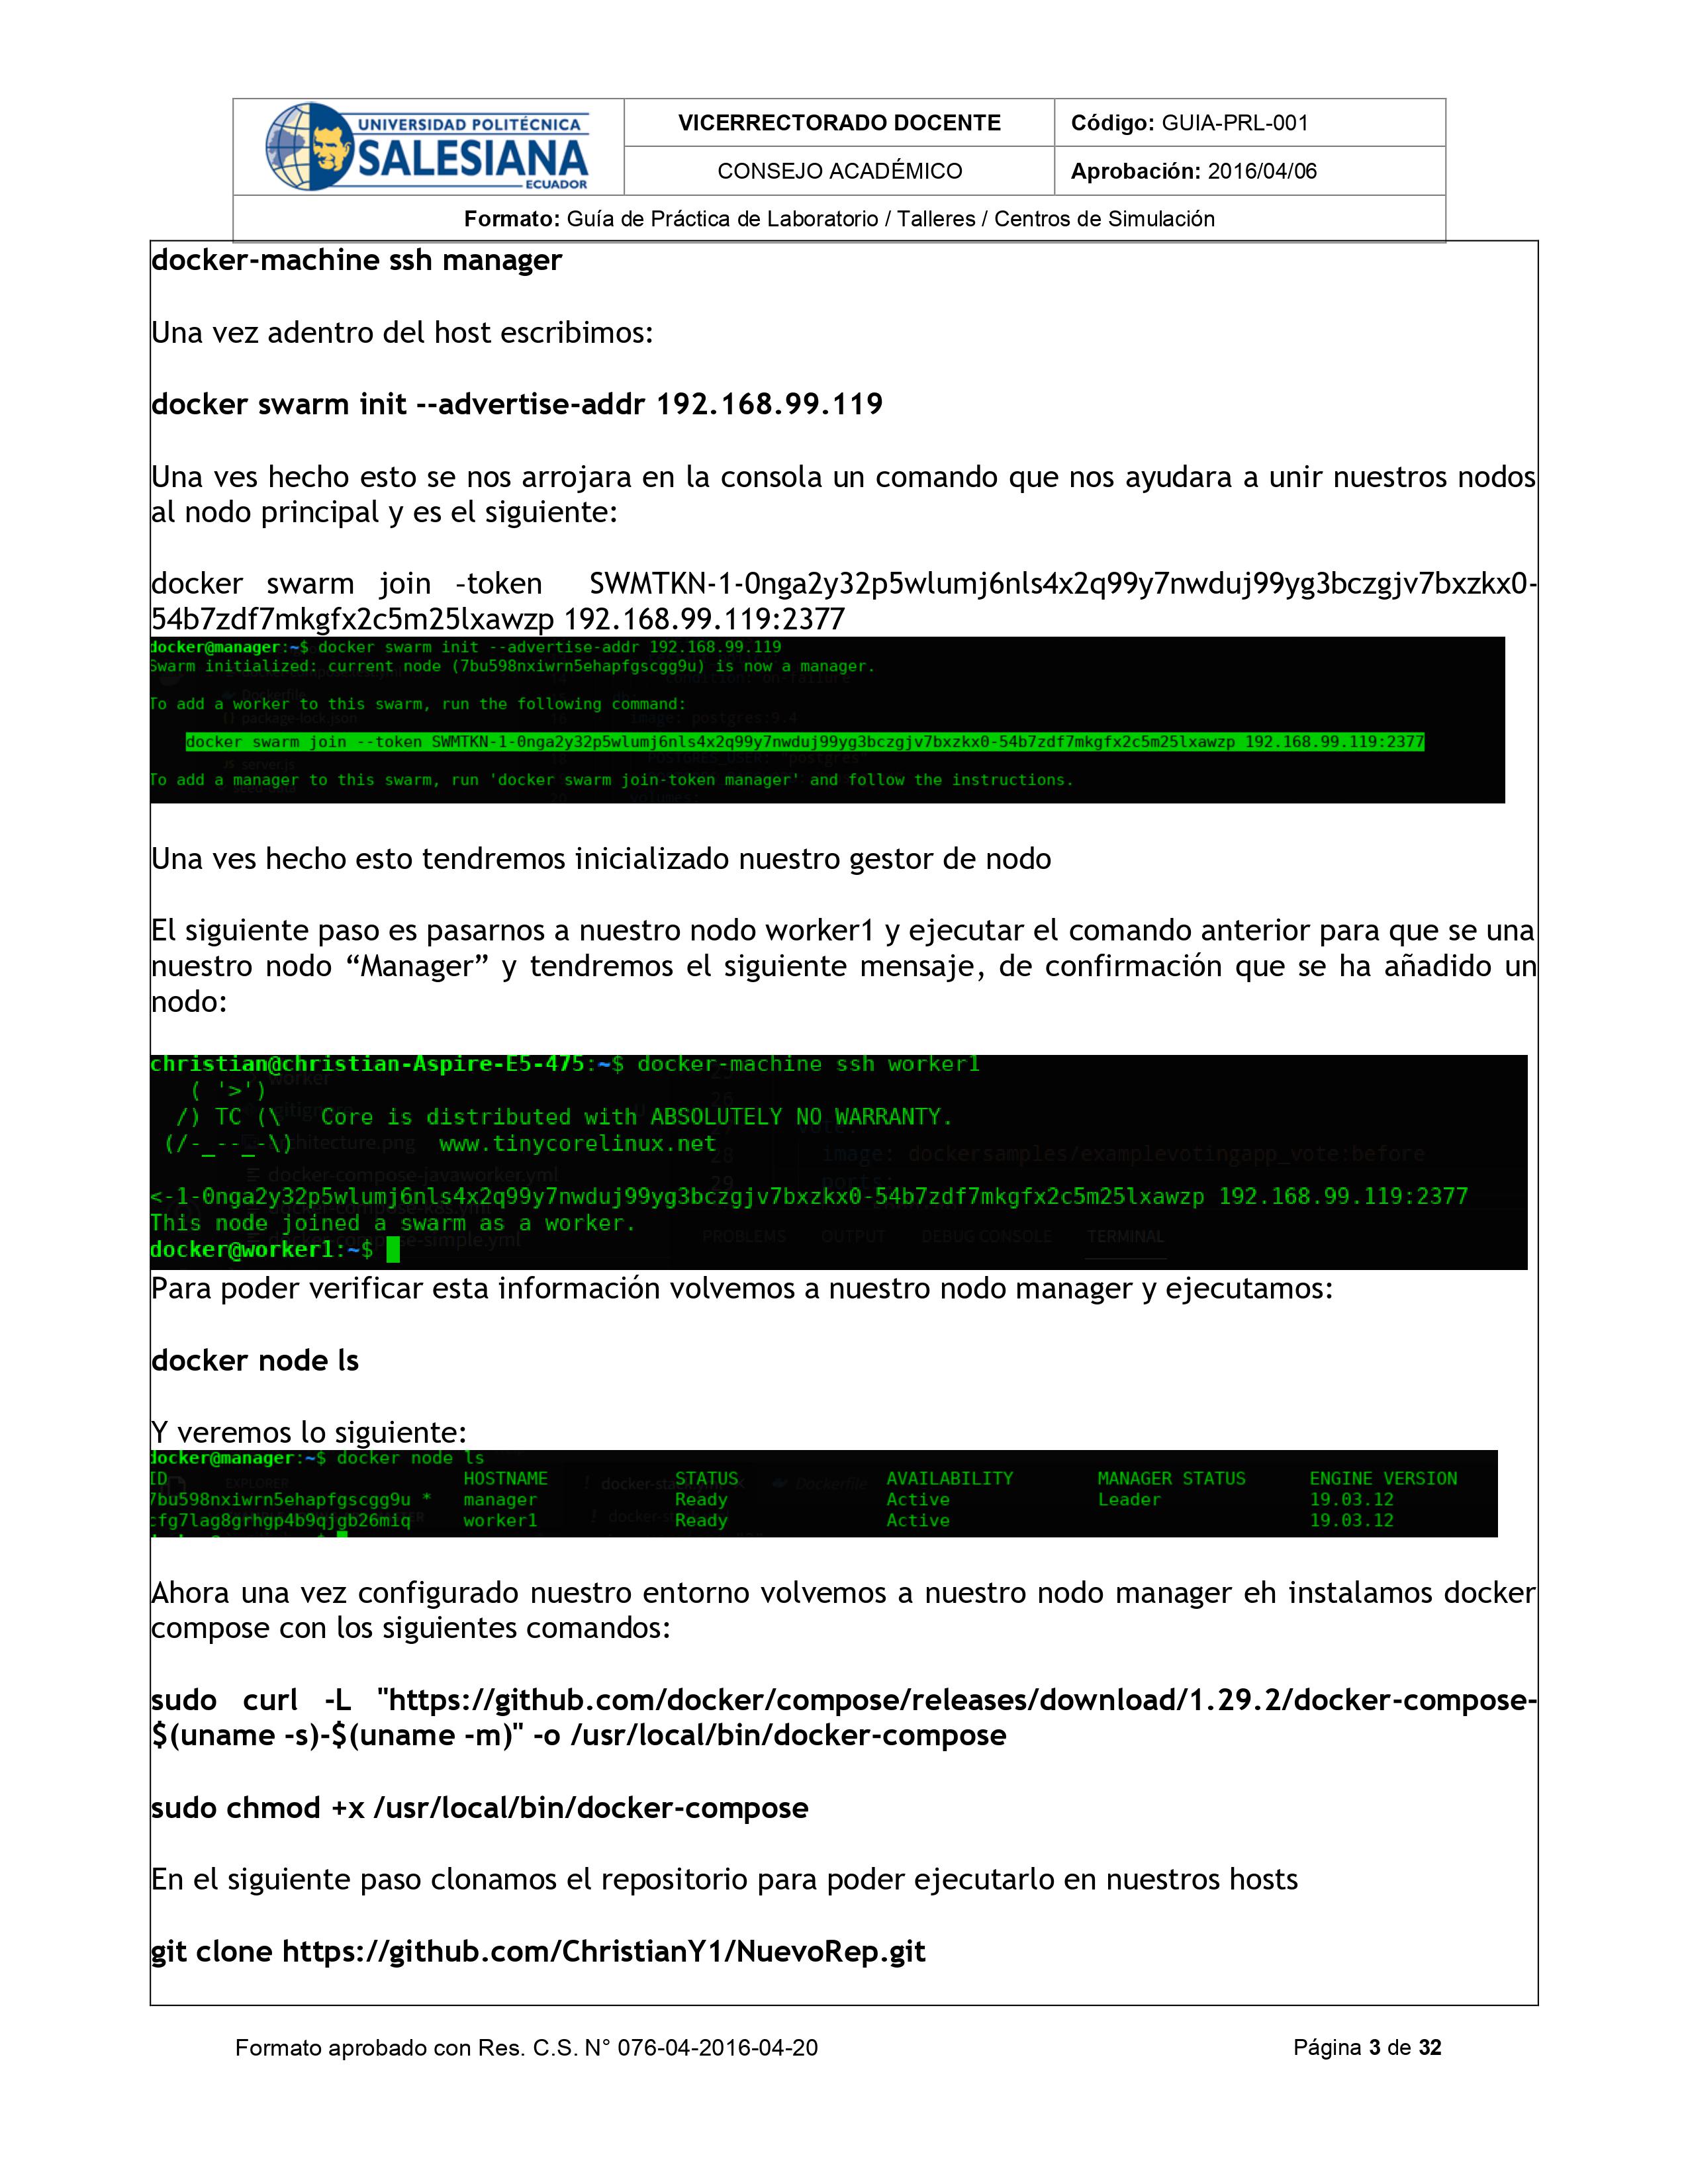 UNIVERSIDAD POLITÉCNICA
SALESIANA
ECUADOR
VICERRECTORADO DOCENTE
Código: GUIA-PRL-001
CONSEJO ACADÉMICO
Aprobación: 2016/04/06
Formato: Guía de Práctica de Laboratorio / Talleres / Centros de Simulación
docker-machine ssh manager
Una vez adentro del host escribimos:
docker swarm init --advertise-addr 192.168.99.119
Una ves hecho esto se nos arrojara en la consola un comando que nos ayudara a unir nuestros nodos
al nodo principal y es el siguiente:
docker swarm join –token SWMTKN-1-0nga2y32p5wlumj6nls4x2q99y7nwduj99yg3bczgjv7bxzkx0-
54b7zdf7mkgfx2c5m25lxawzp 192.168.99.119:2377
docker@manager:~$ docker swarm init --advertise-addr 192.168.99.119
Swarm initialized: current node (7bu598nxiwrn5ehapfgscgg9u) is now a manager.
To add a worker to this swarm, run the following command:
docker swarm join --token SWMTKN-1-0nga2y32p5wlumj6nls4x2q99y7nwduj99yg3bczgjv7bxzkx0-54b7zdf7mkgfx2c5m25lxawzp 192.168.99.119:2377
To add a manager to this swarm, run 'docker swarm join-token manager' and follow the instructions.
Una ves hecho esto tendremos inicializado nuestro gestor de nodo
El siguiente paso es pasarnos a nuestro nodo worker1 y ejecutar el comando anterior para que se una
nuestro nodo “Manager” y tendremos el siguiente mensaje, de confirmación que se ha añadido un
nodo:
christian@christian-Aspire-E5-475:~$ docker-machine ssh worker1
( '>')
/) TC (\ Core is distributed with ABSOLUTELY NO WARRANTY.
(/-_--_-\) www.tinycorelinux.net
<-1-0nga2y32p5wlumj6nls4x2q99y7nwduj99yg3bczgjv7bxzkx0-54b7zdf7mkgfx2c5m25lxawzp 192.168.99.119:2377
This node joined a swarm as a worker.
docker@worker1:~$
Para poder verificar esta información volvemos a nuestro nodo manager y ejecutamos:
docker node ls
Y veremos lo siguiente:
docker@manager:~$ docker node ls
ID HOSTNAME STATUS AVAILABILITY MANAGER STATUS ENGINE VERSION
7bu598nxiwrn5ehapfgscgg9u * manager Ready Active Leader 19.03.12
cfg7lag8grhgp4b9qjgb26miq worker1 Ready Active 19.03.12
Ahora una vez configurado nuestro entorno volvemos a nuestro nodo manager eh instalamos docker
compose con los siguientes comandos:
sudo curl -L "https://github.com/docker/compose/releases/download/1.29.2/docker-compose-
$(uname -s)-$(uname -m)" -o /usr/local/bin/docker-compose
sudo chmod +x /usr/local/bin/docker-compose
En el siguiente paso clonamos el repositorio para poder ejecutarlo en nuestros hosts
git clone https://github.com/ChristianY1/NuevoRep.git
Formato aprobado con Res. C.S. N° 076-04-2016-04-20
Página 3 de 32